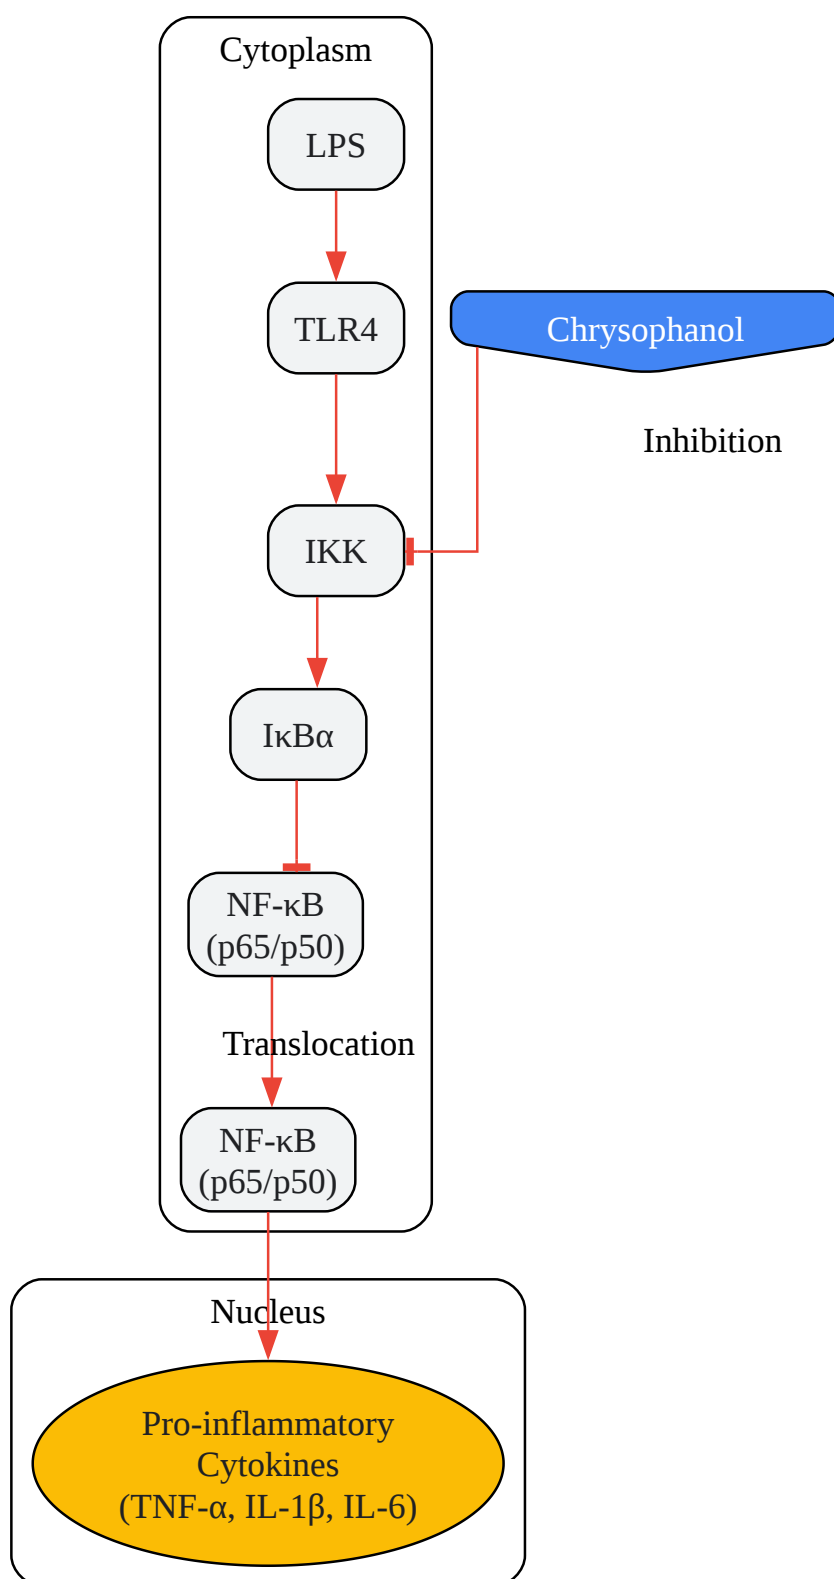 Cytoplasm
LPS
TLR4
Chrysophanol
Inhibition
IKK
IκBα
NF-κB
(p65/p50)
Translocation
NF-κB
(p65/p50)
Nucleus
Pro-inflammatory
Cytokines
(TNF-α, IL-1β, IL-6)